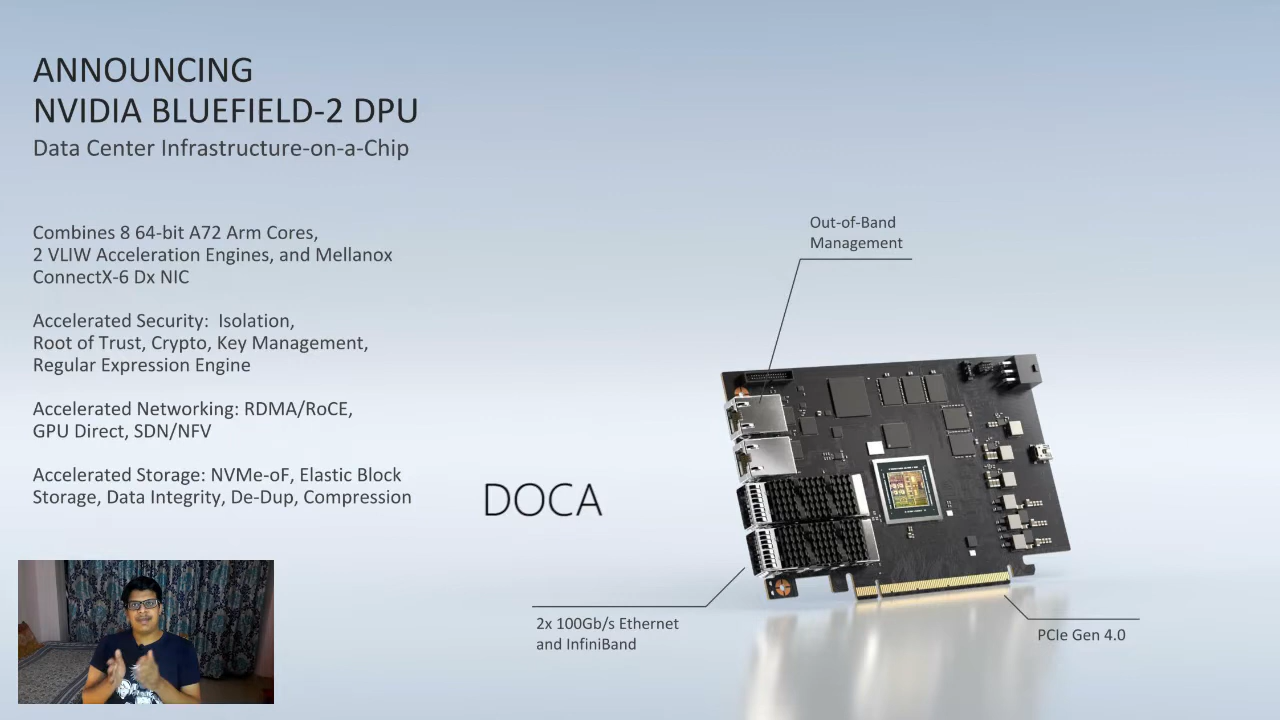 ANNOUNCING
NVIDIA BLUEFIELD-2 DPU
Data Center Infrastructure-on-a-Chip
Combines 8 64-bit A72 Arm Cores,
2 VLIW Acceleration Engines, and Mellanox
ConnectX-6 Dx NIC
Accelerated Security:  Isolation,
Root of Trust, Crypto, Key Management,
Regular Expression Engine
Accelerated Networking: RDMA/RoCE,
GPU Direct, SDN/NFV
Accelerated Storage: NVMe-oF, Elastic Block
Storage, Data Integrity, De-Dup, Compression
DOCA
Out-of-Band
Management
2x 100Gb/s Ethernet
and InfiniBand
PCIe Gen 4.0